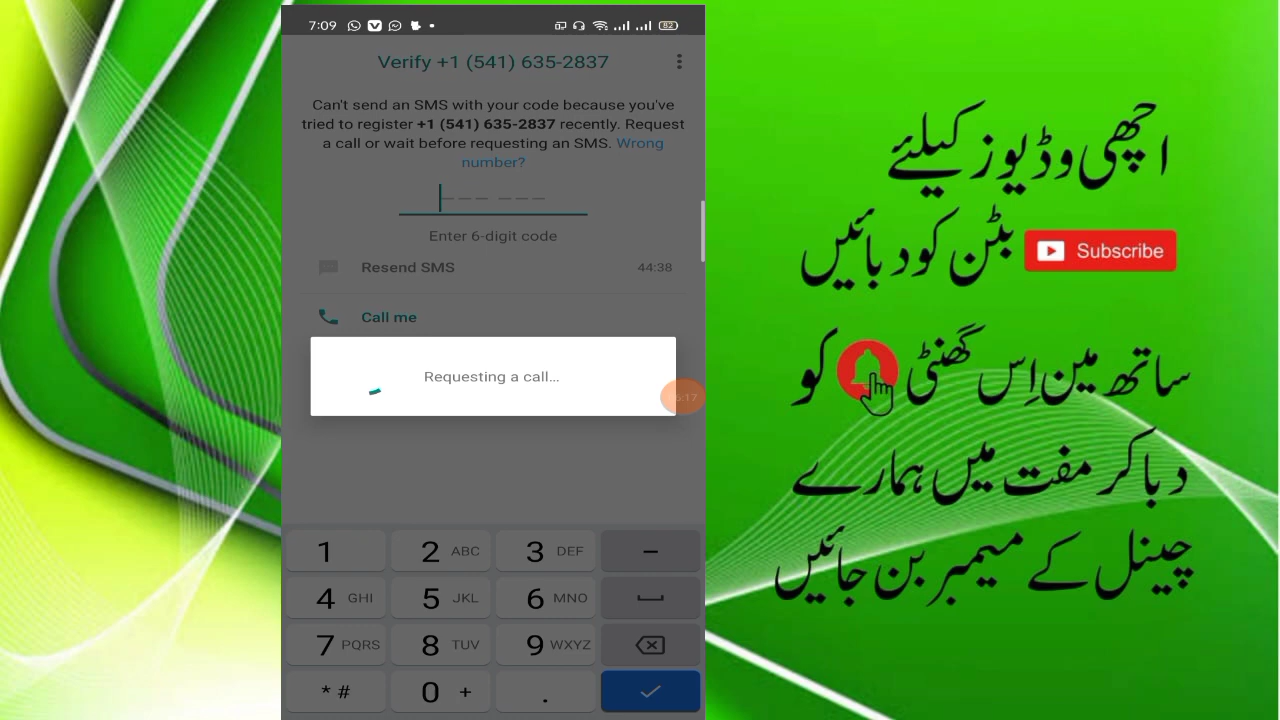 7:09
82
Verify +1 (541) 635-2837
Can't send an SMS with your code because you've
tried to register +1 (541) 635-2837 recently. Request
a call or wait before requesting an SMS. Wrong
number?
Enter 6-digit code
Resend SMS 44:38
Call me
Requesting a call...
6:17
1 2 ABC 3 DEF −
4 GHI 5 JKL 6 MNO
7 PQRS 8 TUV 9 WXYZ
* # 0 + .
اچھی وڈیوز کیلئے
بٹن کو دبائیں Subscribe
ساتھ مین اِس گھنٹی کو
دبا کر مفت میں ہمارے
چینل کے میمبر بن جائیں